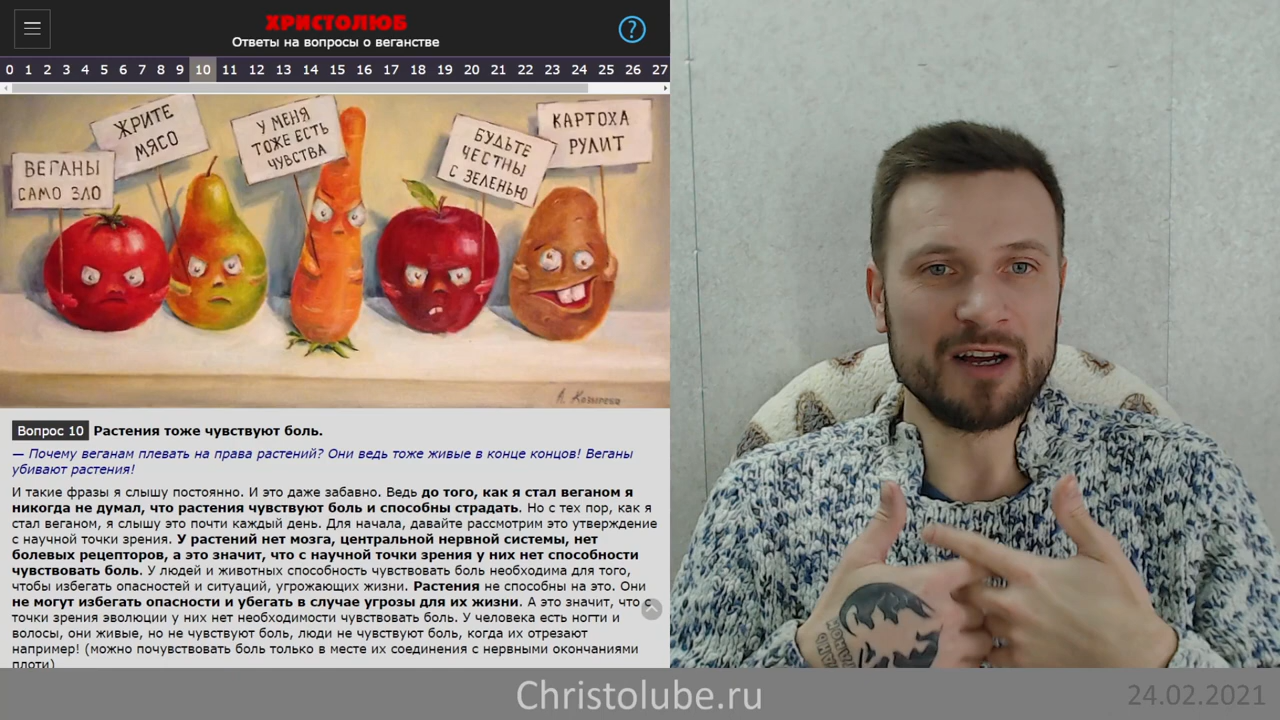 ХРИСТОЛЮБ
Ответы на вопросы о веганстве
?
0 1 2 3 4 5 6 7 8 9 10 11 12 13 14 15 16 17 18 19 20 21 22 23 24 25 26 27
ВЕГАНЫ
САМО ЗЛО
ЖРИТЕ
МЯСО
У МЕНЯ
ТОЖЕ ЕСТЬ
ЧУВСТВА
БУДЬТЕ
ЧЕСТНЫ
С ЗЕЛЕНЬЮ
КАРТОХА
РУЛИТ
Вопрос 10 Растения тоже чувствуют боль.
— Почему веганам плевать на права растений? Они ведь тоже живые в конце концов! Веганы
убивают растения!
И такие фразы я слышу постоянно. И это даже забавно. Ведь до того, как я стал веганом я
никогда не думал, что растения чувствуют боль и способны страдать. Но с тех пор, как я
стал веганом, я слышу это почти каждый день. Для начала, давайте рассмотрим это утверждение
с научной точки зрения. У растений нет мозга, центральной нервной системы, нет
болевых рецепторов, а это значит, что с научной точки зрения у них нет способности
чувствовать боль. У людей и животных способность чувствовать боль необходима для того,
чтобы избегать опасностей и ситуаций, угрожающих жизни. Растения не способны на это. Они
не могут избегать опасности и убегать в случае угрозы для их жизни. А это значит, что с
точки зрения эволюции у них нет необходимости чувствовать боль. У человека есть ногти и
волосы, они живые, но не чувствуют боль, люди не чувствуют боль, когда их отрезают
например! (можно почувствовать боль только в месте их соединения с нервными окончаниями
плоти)
Christolube.ru
24.02.2021